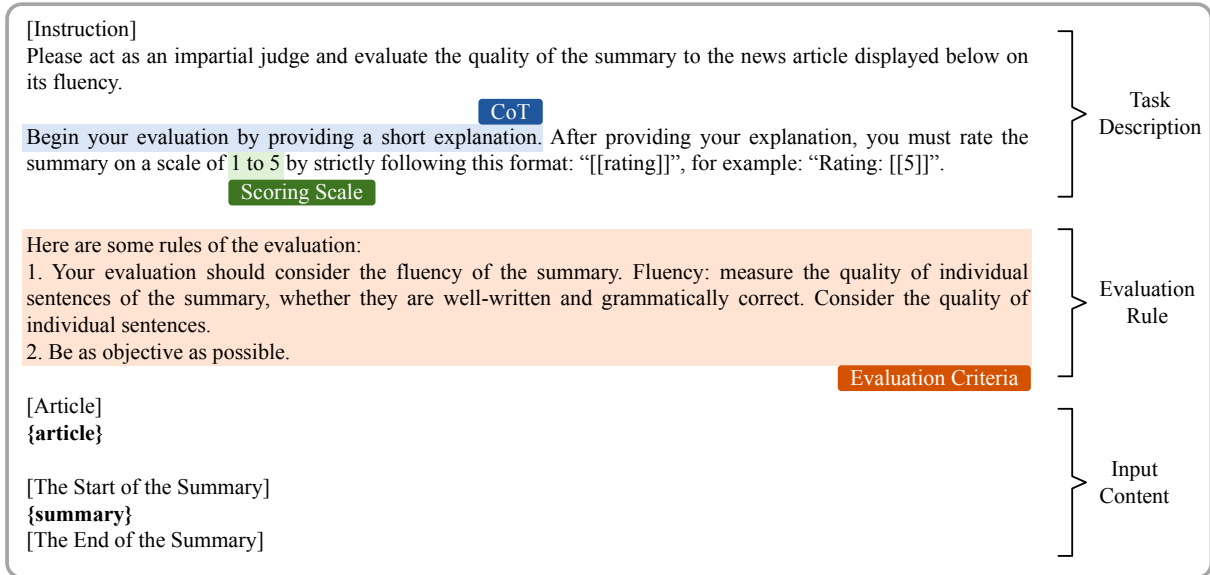 [Instruction]
Please act as an impartial judge and evaluate the quality of the summary to the news article displayed below on
its fluency.
Task
Description
CoT
Begin your evaluation by providing a short explanation. After providing your explanation, you must rate the
summary on a scale of 1 to 5 by strictly following this format: “[[rating]]”, for example: “Rating: [[5]]”.
Scoring Scale
Here are some rules of the evaluation:
1. Your evaluation should consider the fluency of the summary. Fluency: measure the quality of individual
sentences of the summary, whether they are well-written and grammatically correct. Consider the quality of
individual sentences.
2. Be as objective as possible.
Evaluation
Rule
Evaluation Criteria
[Article]
{article}
[The Start of the Summary]
{summary}
[The End of the Summary]
Input
Content